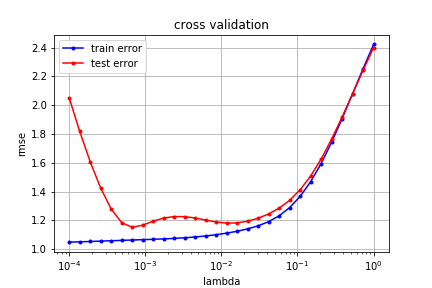 cross validation
train error
test error
rmse
2.4
2.2
2.0
1.8
1.6
1.4
1.2
1.0
10⁻⁴
10⁻³
10⁻²
10⁻¹
10⁰
lambda